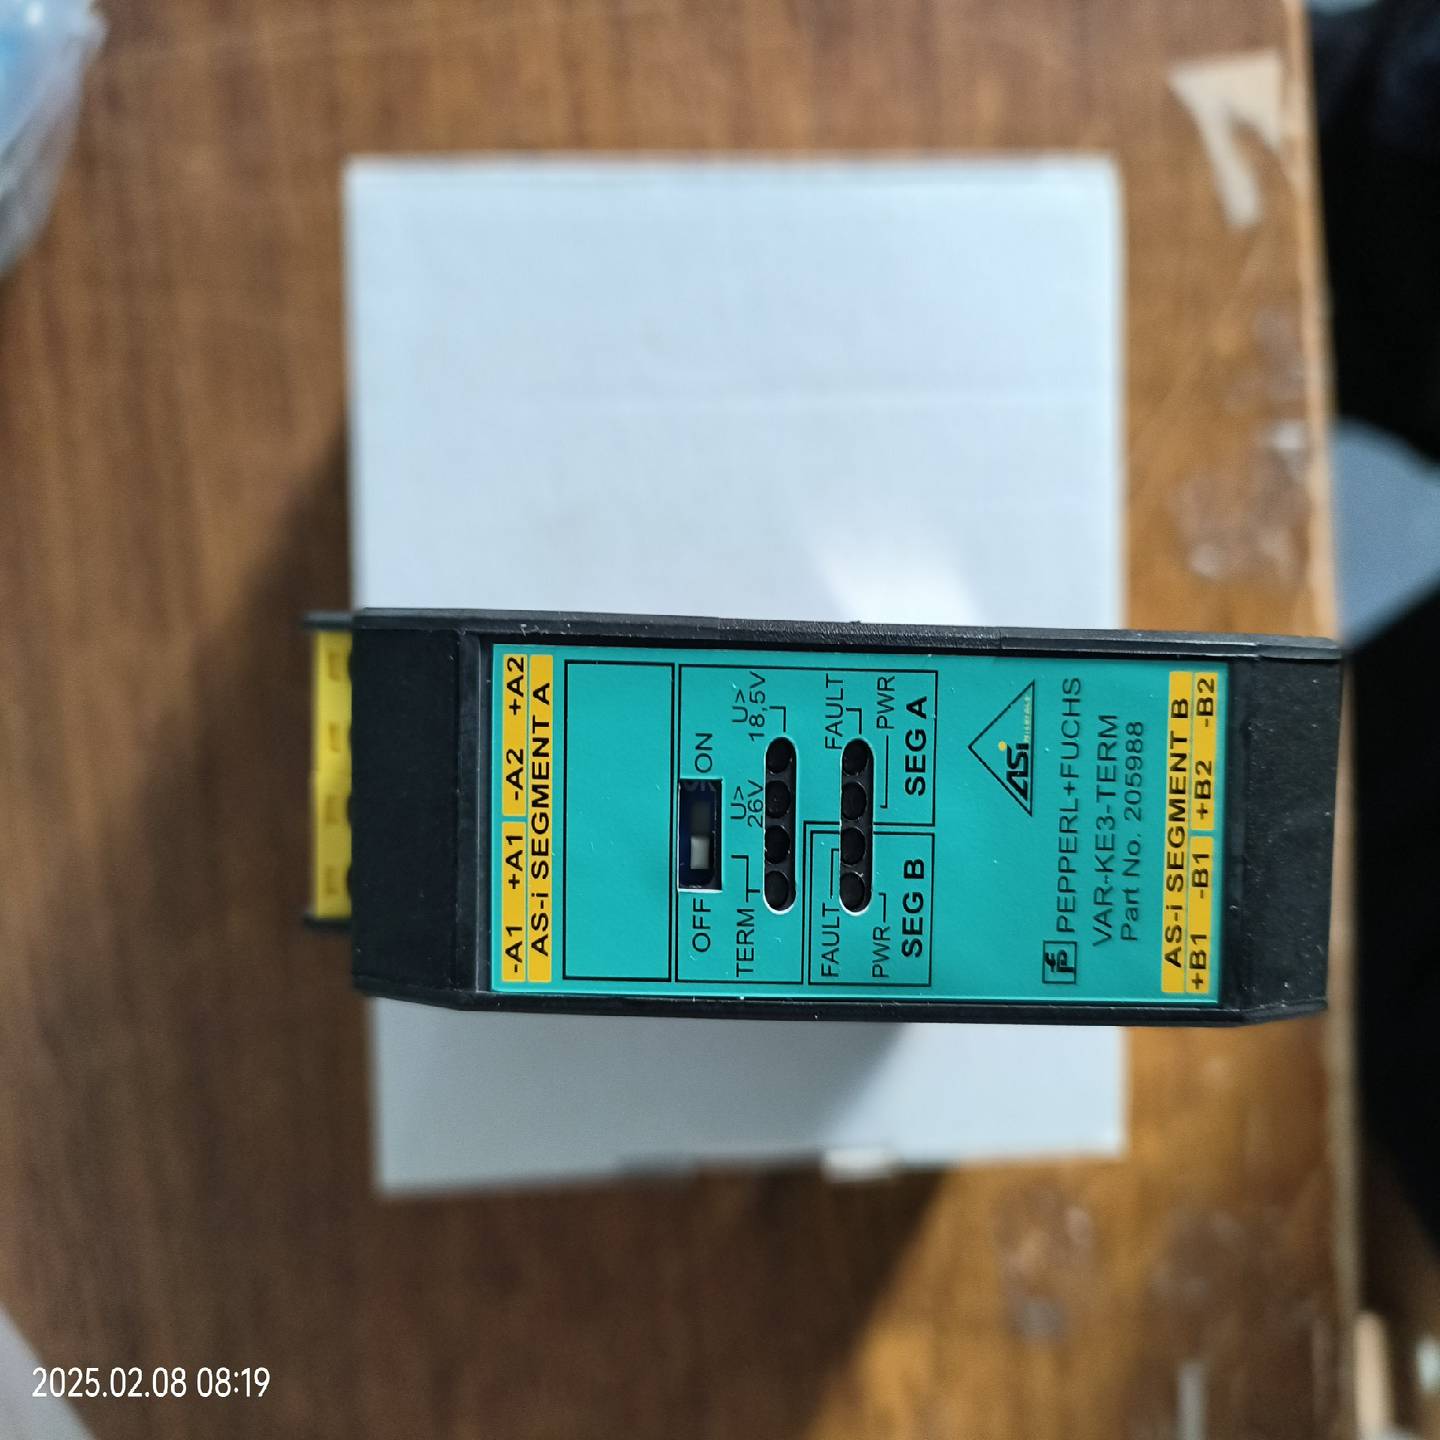 -A1 +A1 -A2 +A2
AS-i SEGMENT A
OFF ON
TERM U> 26V U> 18,5V
FAULT FAULT
PWR PWR
SEG B SEG A
ASi
PEPPERL+FUCHS
VAR-KE3-TERM
Part No. 205988
AS-i SEGMENT B
+B1 -B1 +B2 -B2
2025.02.08 08:19